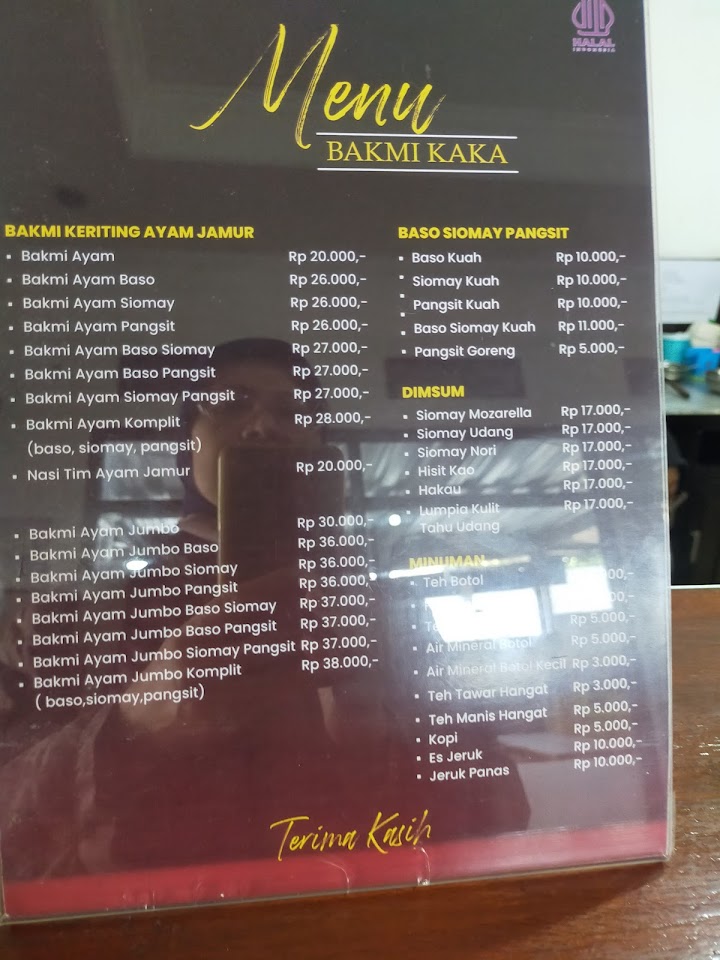 HALAL
INDONESIA
Menu
BAKMI KAKA
BAKMI KERITING AYAM JAMUR
Bakmi Ayam Rp 20.000,-
Bakmi Ayam Baso Rp 26.000,-
Bakmi Ayam Siomay Rp 26.000,-
Bakmi Ayam Pangsit Rp 26.000,-
Bakmi Ayam Baso Siomay Rp 27.000,-
Bakmi Ayam Baso Pangsit Rp 27.000,-
Bakmi Ayam Siomay Pangsit Rp 27.000,-
Bakmi Ayam Komplit Rp 28.000,-
(baso, siomay, pangsit)
Nasi Tim Ayam Jamur Rp 20.000,-
Bakmi Ayam Jumbo Rp 30.000,-
Bakmi Ayam Jumbo Baso Rp 36.000,-
Bakmi Ayam Jumbo Siomay Rp 36.000,-
Bakmi Ayam Jumbo Pangsit Rp 36.000,-
Bakmi Ayam Jumbo Baso Siomay Rp 37.000,-
Bakmi Ayam Jumbo Baso Pangsit Rp 37.000,-
Bakmi Ayam Jumbo Siomay Pangsit Rp 37.000,-
Bakmi Ayam Jumbo Komplit Rp 38.000,-
( baso,siomay,pangsit)
BASO SIOMAY PANGSIT
Baso Kuah Rp 10.000,-
Siomay Kuah Rp 10.000,-
Pangsit Kuah Rp 10.000,-
Baso Siomay Kuah Rp 11.000,-
Pangsit Goreng Rp 5.000,-
DIMSUM
Siomay Mozarella Rp 17.000,-
Siomay Udang Rp 17.000,-
Siomay Nori Rp 17.000,-
Hisit Kao Rp 17.000,-
Hakau Rp 17.000,-
Lumpia Kulit Rp 17.000,-
Tahu Udang
MINUMAN
Teh Botol
Rp 5.000,-
Air Mineral Botol Rp 5.000,-
Air Mineral Botol Kecil Rp 3.000,-
Teh Tawar Hangat Rp 3.000,-
Teh Manis Hangat Rp 5.000,-
Kopi Rp 5.000,-
Es Jeruk Rp 10.000,-
Jeruk Panas Rp 10.000,-
Terima Kasih